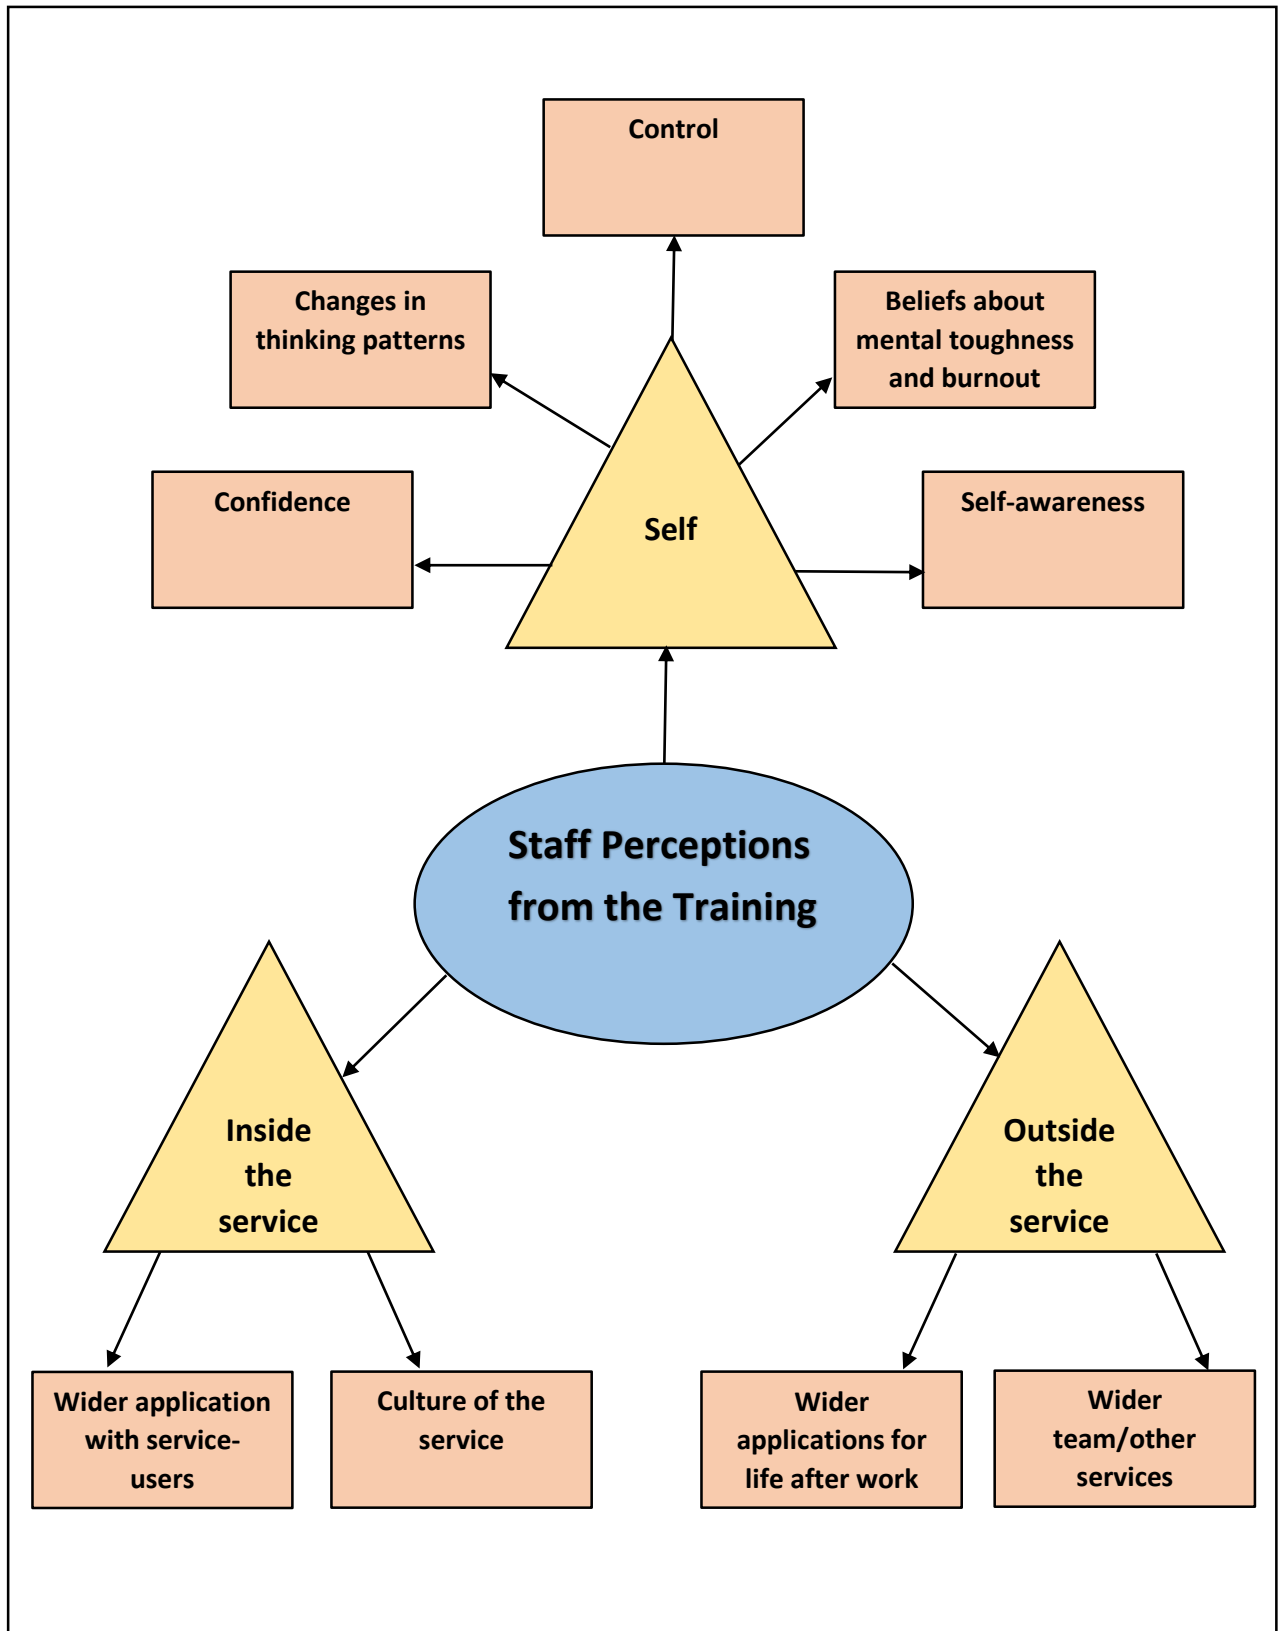 Control
Changes in
thinking patterns
Beliefs about
mental toughness
and burnout
Confidence
Self-awareness
Self
Staff Perceptions
from the Training
Inside
the
service
Outside
the
service
Wider application
with service-
users
Culture of the
service
Wider
applications for
life after work
Wider
team/other
services